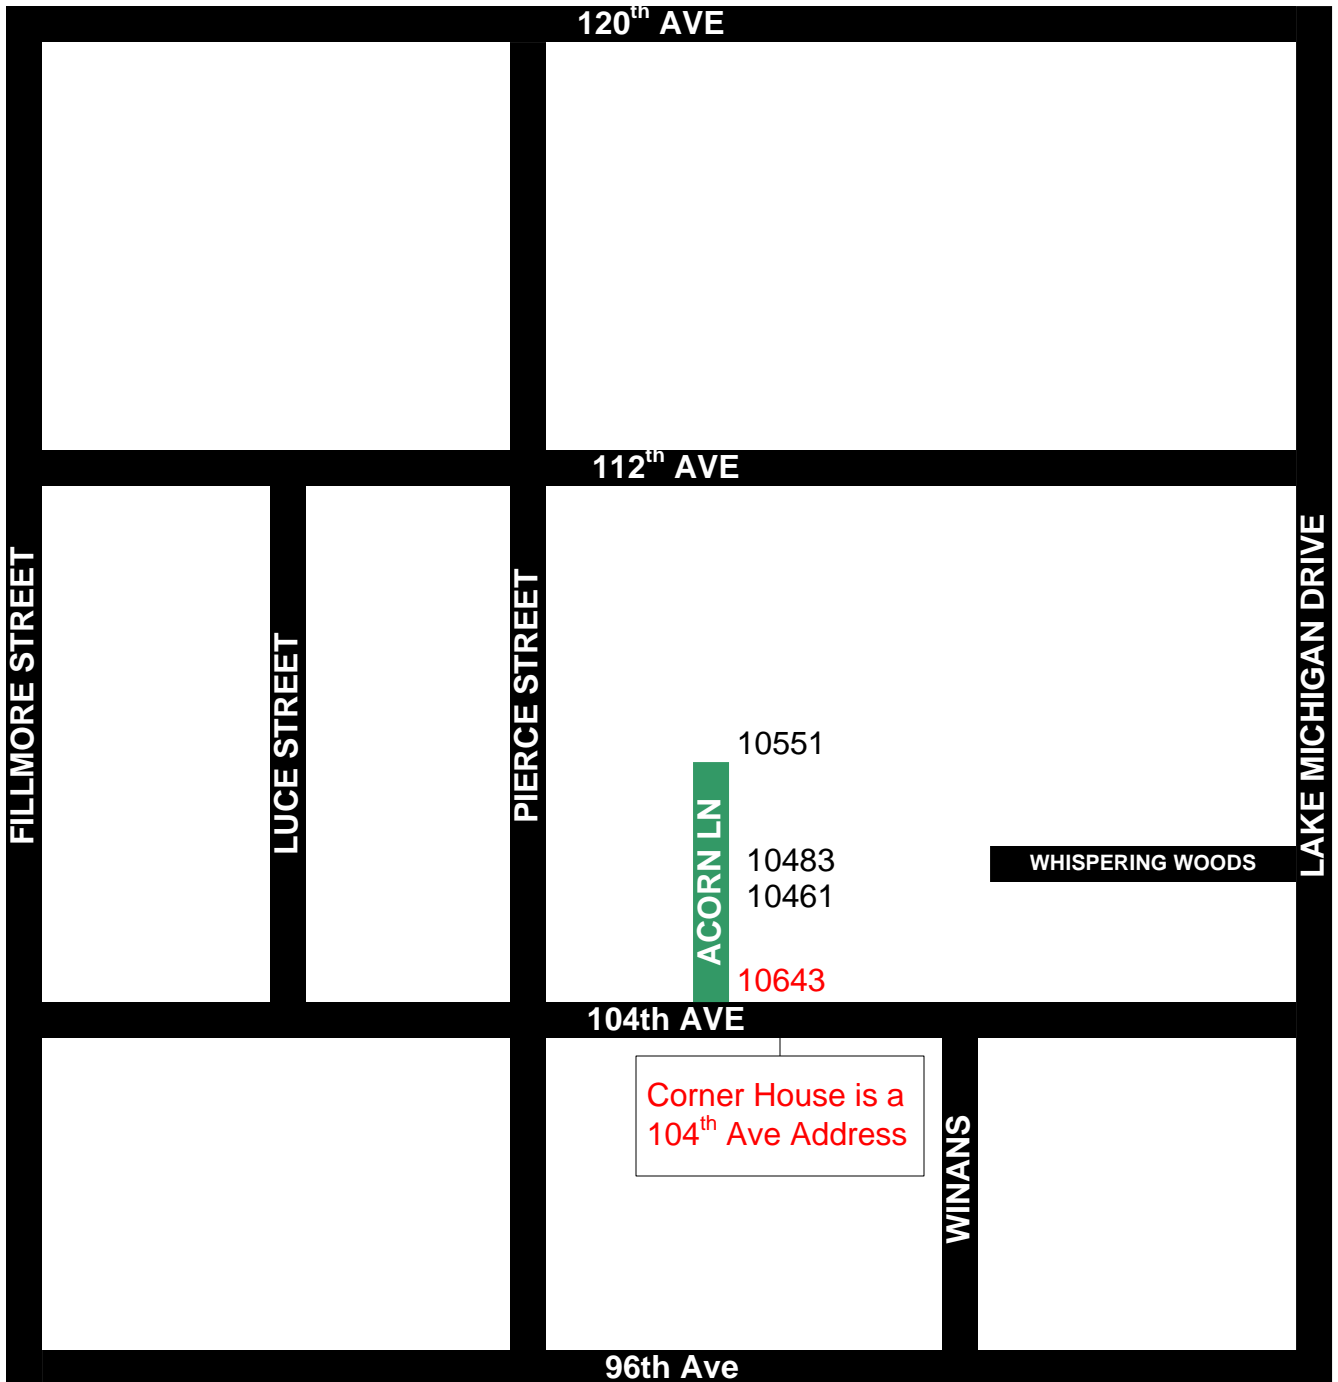 120th AVE
112th AVE
FILLMORE STREET
LUCE STREET
PIERCE STREET
LAKE MICHIGAN DRIVE
10551
ACORN LN
10483
10461
WHISPERING WOODS
10643
104th AVE
Corner House is a
104th Ave Address
WINANS
96th Ave